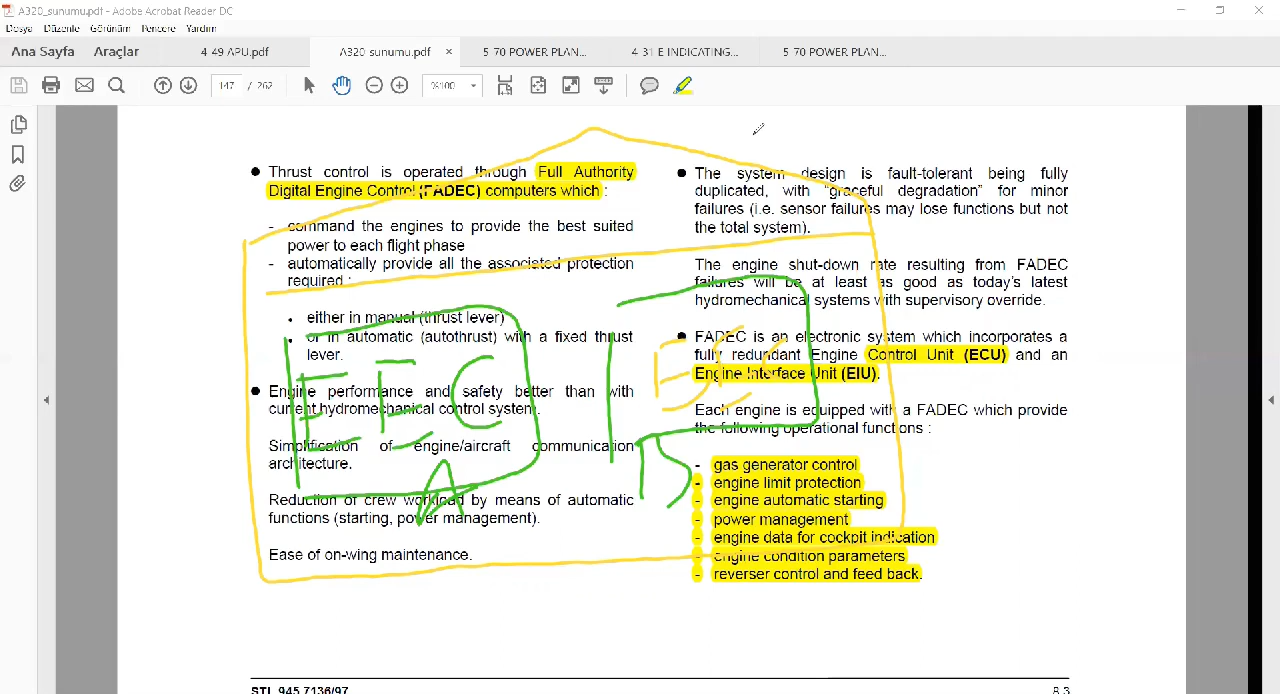 A320_sunumu.pdf - Adobe Acrobat Reader DC
Dosya Düzenle Görünüm Pencere Yardım
Ana Sayfa Araçlar 4-49 APU.pdf A320-sunumu.pdf × 5-70 POWER PLAN... 4-31 E INDICATING... 5-70 POWER PLAN...
147 / 262 %100
Thrust control is operated through Full Authority
Digital Engine Control (FADEC) computers which :
- command the engines to provide the best suited
power to each flight phase
- automatically provide all the associated protection
required :
• either in manual (thrust lever)
• or in automatic (autothrust) with a fixed thrust
lever.
Engine performance and safety better than with
current hydromechanical control system.
Simplification of engine/aircraft communication
architecture.
Reduction of crew workload by means of automatic
functions (starting, power management).
Ease of on-wing maintenance.
The system design is fault-tolerant being fully
duplicated, with “graceful degradation” for minor
failures (i.e. sensor failures may lose functions but not
the total system).
The engine shut-down rate resulting from FADEC
failures will be at least as good as today's latest
hydromechanical systems with supervisory override.
FADEC is an electronic system which incorporates a
fully redundant Engine Control Unit (ECU) and an
Engine Interface Unit (EIU).
Each engine is equipped with a FADEC which provide
the following operational functions :
- gas generator control
- engine limit protection
- engine automatic starting
- power management
- engine data for cockpit indication
- engine condition parameters
- reverser control and feed back.
EEC
A
B
STL 945.7136/97 8.3